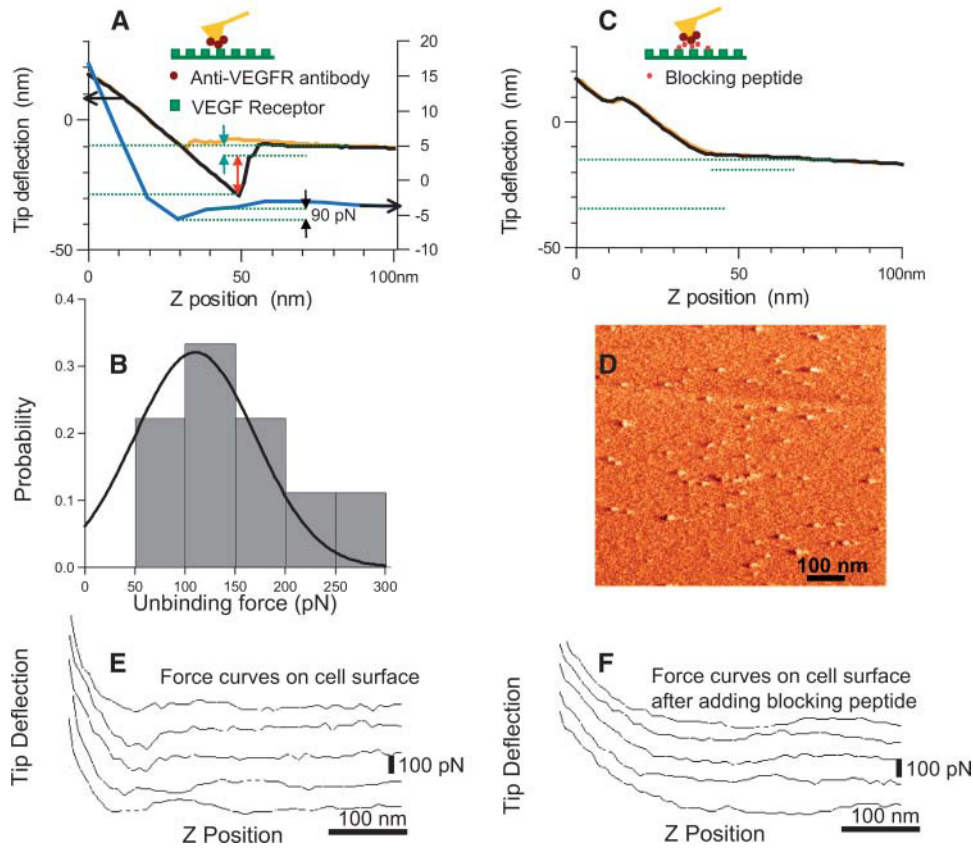 A
Anti-VEGFR antibody
VEGF Receptor
Tip deflection (nm)
0
-50
20
15
10
5
0
-5
-10
90 pN
0
50
100nm
Z position (nm)
C
Blocking peptide
Tip deflection (nm)
0
-50
0
50
100nm
Z position (nm)
B
Probability
0.4
0.3
0.2
0.1
0.0
0
50
100
150
200
250
300
Unbinding force (pN)
D
100 nm
E
Force curves on cell surface
Tip Deflection
100 pN
100 nm
Z Position
F
Force curves on cell surface
after adding blocking peptide
Tip Deflection
100 pN
100 nm
Z Position